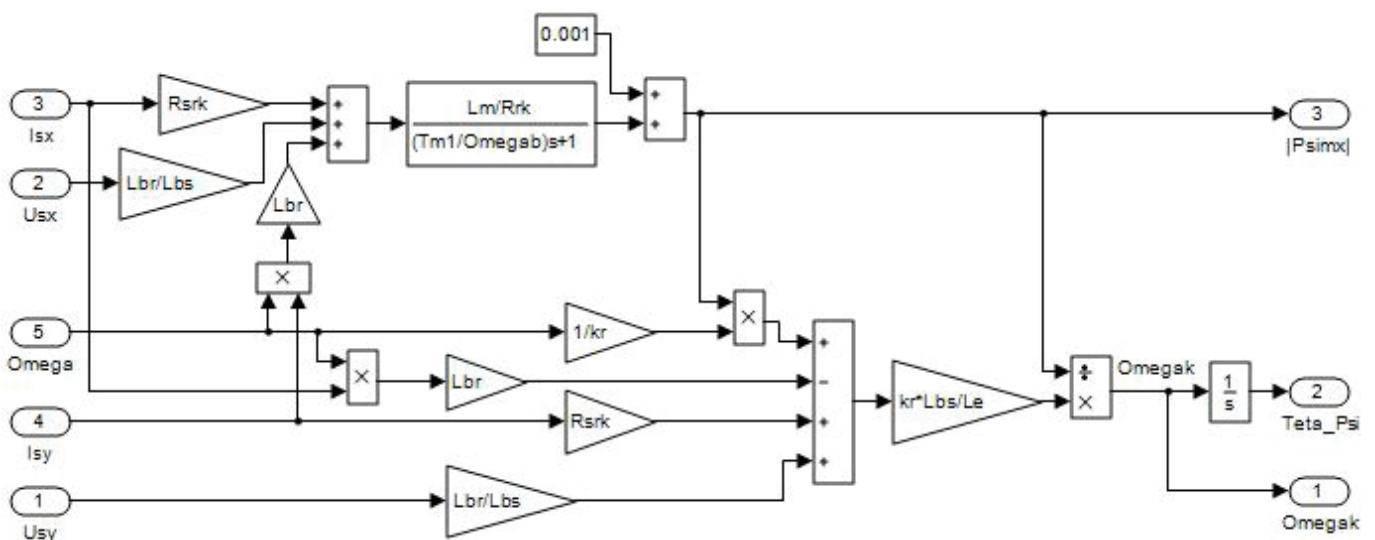 0.001
3
Isx
Rsrk
+
+
+
Lm/Rrk
(Tm1/Omegab)s+1
+
+
3
|Psimx|
2
Usx
Lbr/Lbs
Lbr
×
5
Omega
1/kr
×
×
Lbr
+
-
+
+
kr*Lbs/Le
÷
×
Omegak
1
s
2
Teta_Psi
4
Isy
Rsrk
1
Usy
Lbr/Lbs
1
Omegak